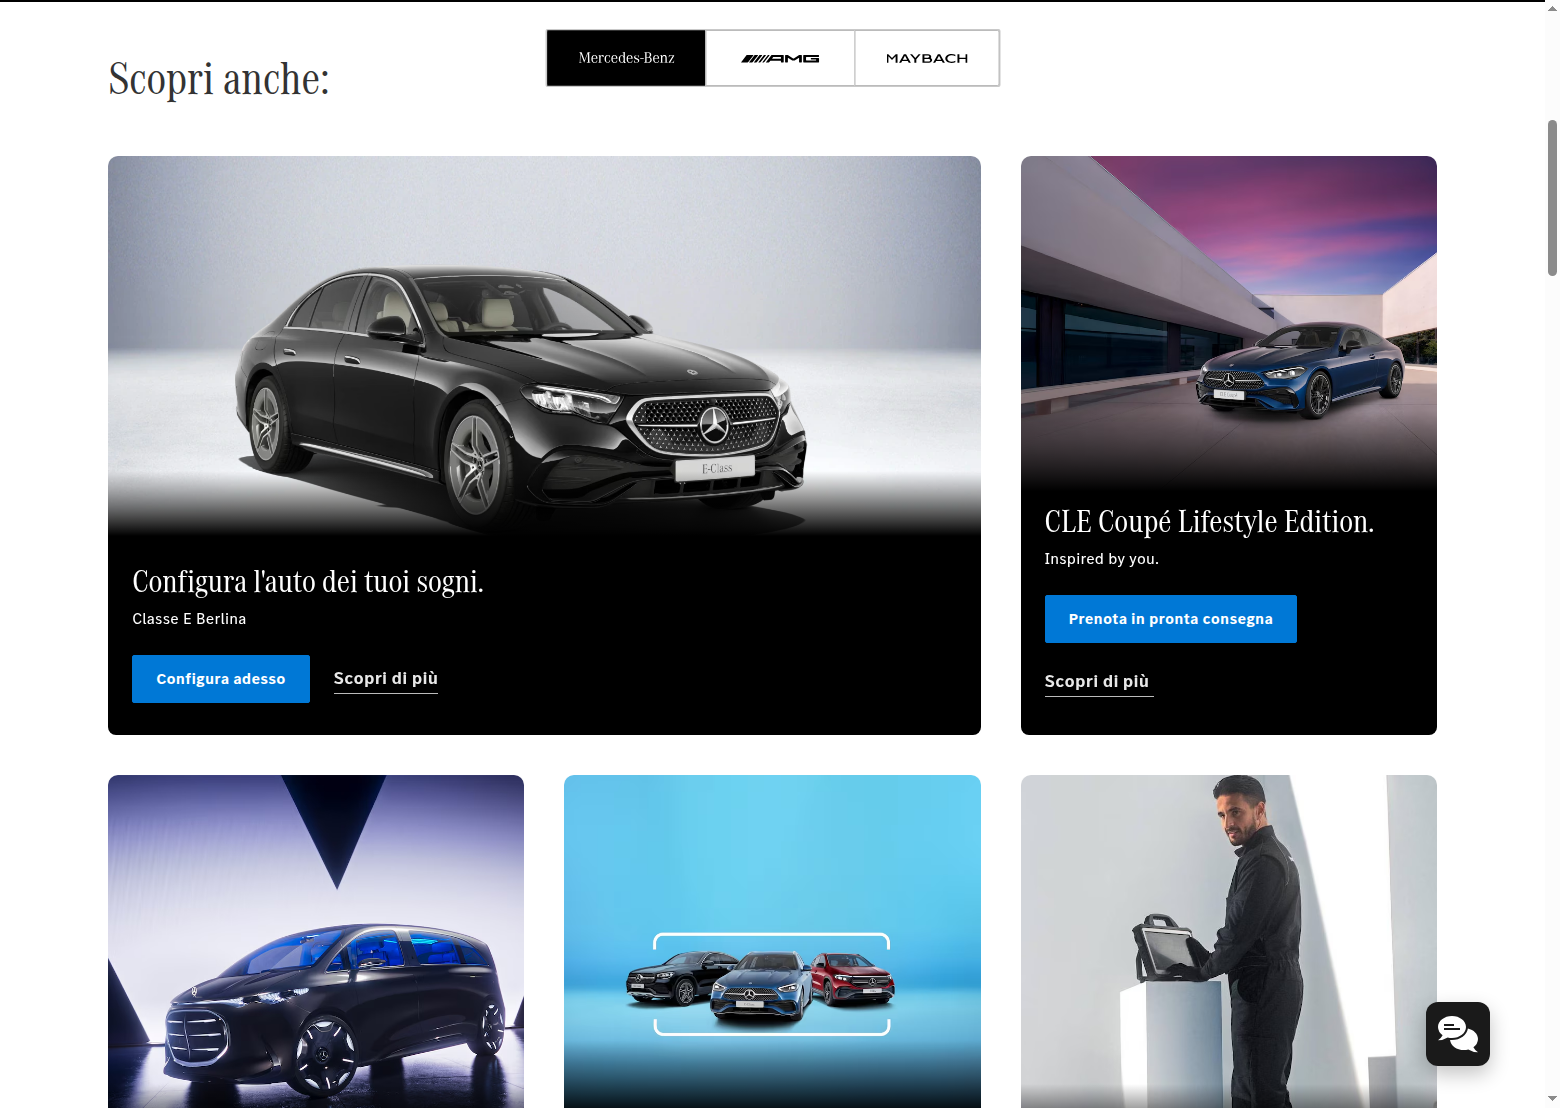 Scopri anche:
Mercedes-Benz
AMG
MAYBACH
E-Class
Configura l'auto dei tuoi sogni.
Classe E Berlina
Configura adesso
Scopri di più
CLE Coupé Lifestyle Edition.
Inspired by you.
Prenota in pronta consegna
Scopri di più